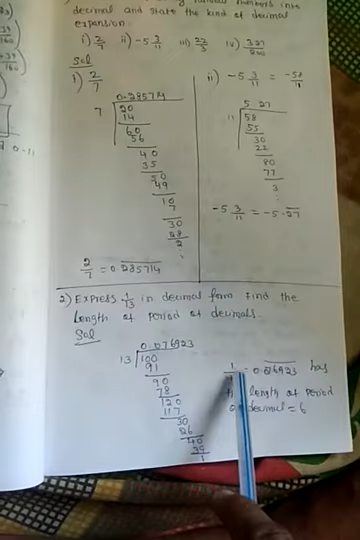 decimal and state the kind of decimal
expansion
i) 2/7 ii) -5 3/11 iii) 22/3 iv) 327/200
Sol
i) 2/7
0.285714
7 20
14
60
56
40
35
50
49
10
7
30
28
2
2/7 = 0.285714
ii) -5 3/11 = -58/11
5.27
11 58
55
30
22
80
77
3
-5 3/11 = -5.27
2) Express 1/13 in decimal form find the
length of period of decimals.
Sol
0.076923
13 100
91
90
78
120
117
30
26
40
39
1
0.076923 has
the length of period
of decimal = 6